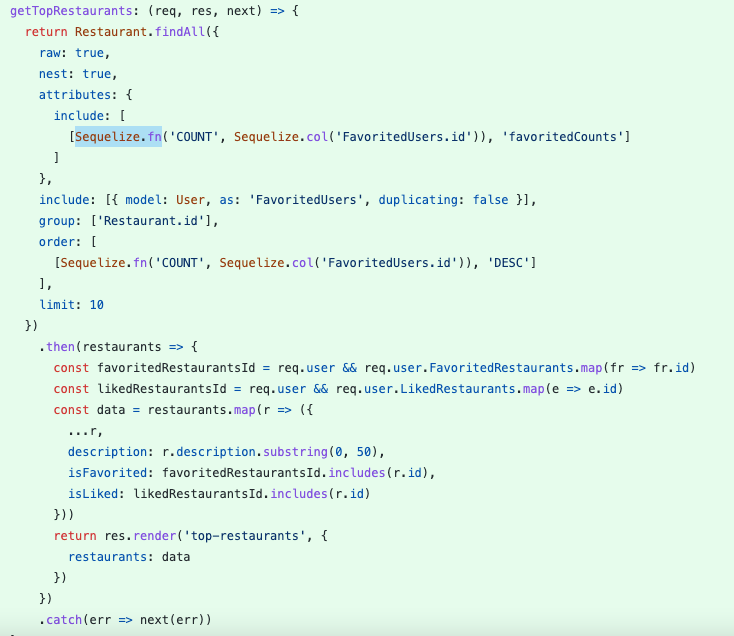 getTopRestaurants: (req, res, next) => {
  return Restaurant.findAll({
    raw: true,
    nest: true,
    attributes: {
      include: [
        [Sequelize.fn('COUNT', Sequelize.col('FavoritedUsers.id')), 'favoritedCounts']
      ]
    },
    include: [{ model: User, as: 'FavoritedUsers', duplicating: false }],
    group: ['Restaurant.id'],
    order: [
      [Sequelize.fn('COUNT', Sequelize.col('FavoritedUsers.id')), 'DESC']
    ],
    limit: 10
  })
    .then(restaurants => {
      const favoritedRestaurantsId = req.user && req.user.FavoritedRestaurants.map(fr => fr.id)
      const likedRestaurantsId = req.user && req.user.LikedRestaurants.map(e => e.id)
      const data = restaurants.map(r => ({
        ...r,
        description: r.description.substring(0, 50),
        isFavorited: favoritedRestaurantsId.includes(r.id),
        isLiked: likedRestaurantsId.includes(r.id)
      }))
      return res.render('top-restaurants', {
        restaurants: data
      })
    })
    .catch(err => next(err))